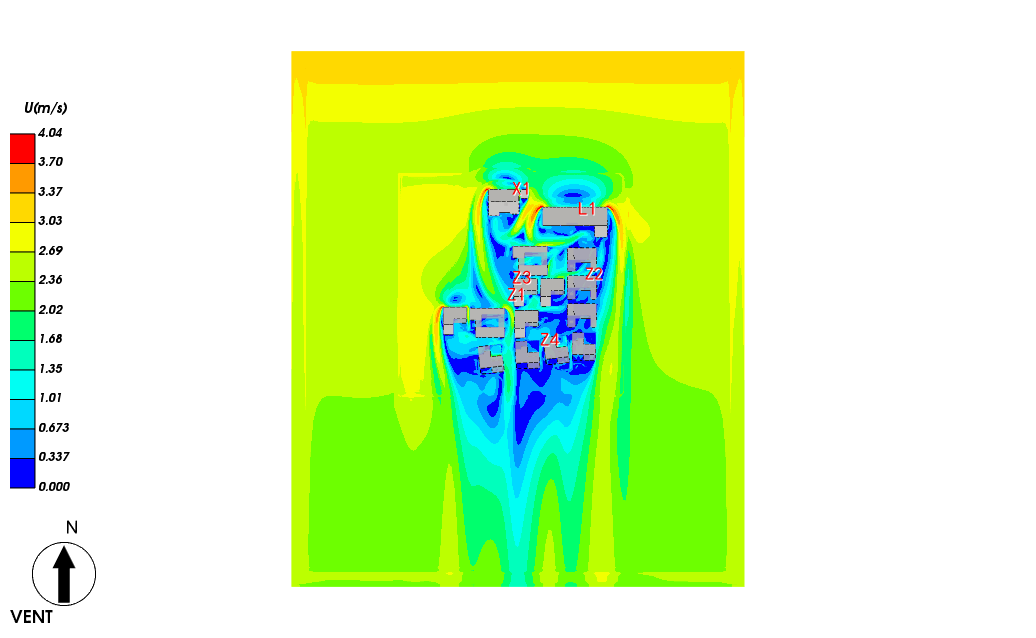 U(m/s)
4.04
3.70
3.37
3.03
2.69
2.36
2.02
1.68
1.35
1.01
0.673
0.337
0.000
X1
L1
Z2
Z3
Z1
Z4
N
VENT